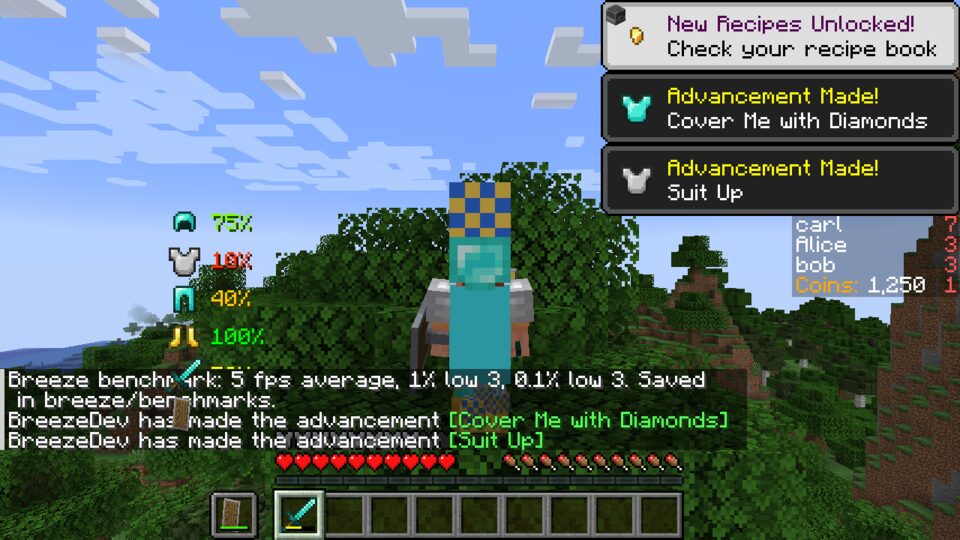 New Recipes Unlocked!
Check your recipe book
Advancement Made!
Cover Me with Diamonds
Advancement Made!
Suit Up
carl 7
Alice 3
bob 3
Coins: 1,250 1
75%
10%
40%
100%
Breeze benchmark: 5 fps average, 1% low 3, 0.1% low 3. Saved
in breeze/benchmarks.
BreezeDev has made the advancement [Cover Me with Diamonds]
BreezeDev has made the advancement [Suit Up]